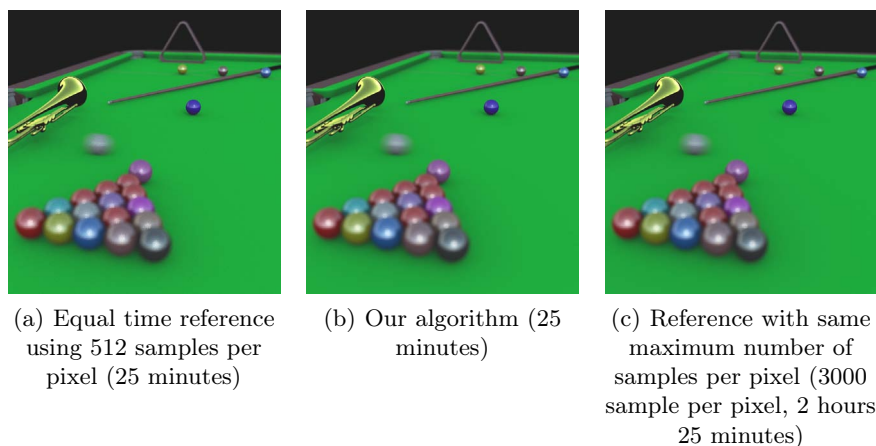 (a) Equal time reference
using 512 samples per
pixel (25 minutes)
(b) Our algorithm (25
minutes)
(c) Reference with same
maximum number of
samples per pixel (3000
sample per pixel, 2 hours
25 minutes)